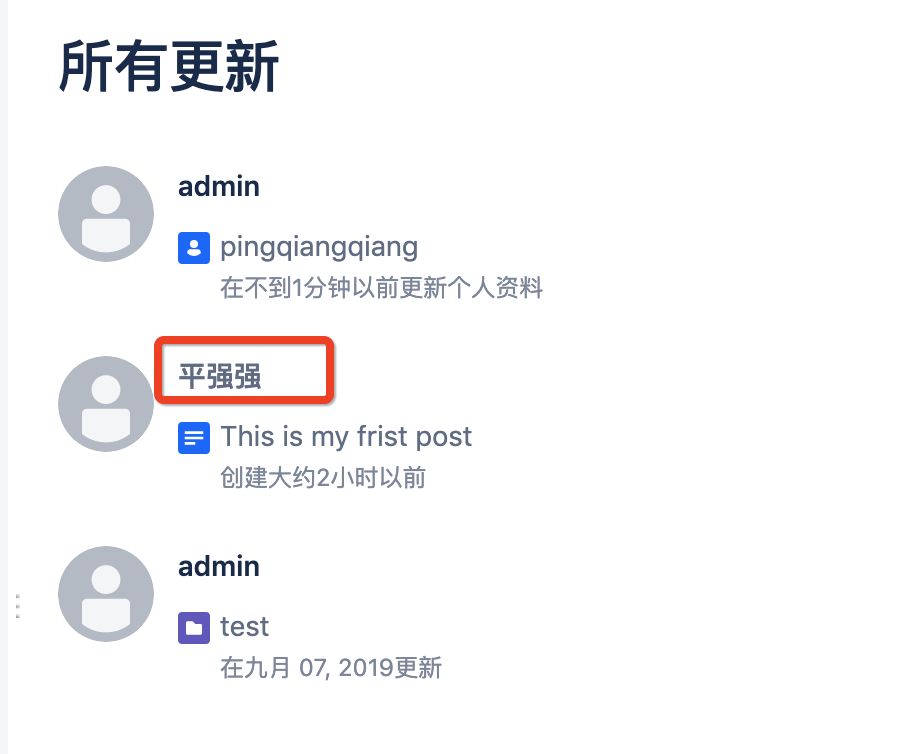 所有更新
admin
pingqiangqiang
在不到1分钟以前更新个人资料
平强强
This is my frist post
创建大约2小时以前
admin
test
在九月 07, 2019更新